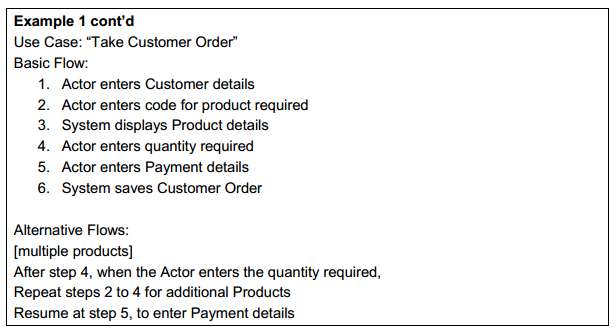 Example 1 cont’d
Use Case: “Take Customer Order”
Basic Flow:
1. Actor enters Customer details
2. Actor enters code for product required
3. System displays Product details
4. Actor enters quantity required
5. Actor enters Payment details
6. System saves Customer Order
Alternative Flows:
[multiple products]
After step 4, when the Actor enters the quantity required,
Repeat steps 2 to 4 for additional Products
Resume at step 5, to enter Payment details